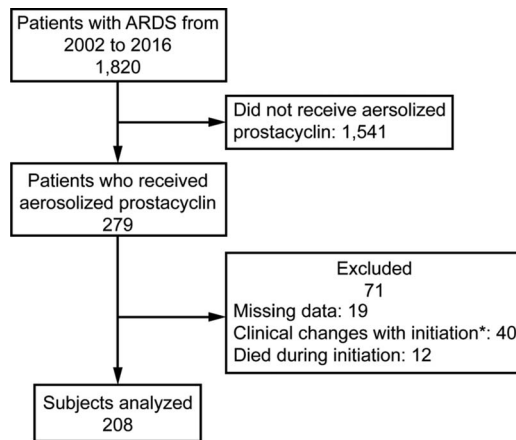 Patients with ARDS from
2002 to 2016
1,820
Did not receive aersolized
prostacyclin: 1,541
Patients who received
aerosolized prostacyclin
279
Excluded
71
Missing data: 19
Clinical changes with initiation*: 40
Died during initiation: 12
Subjects analyzed
208